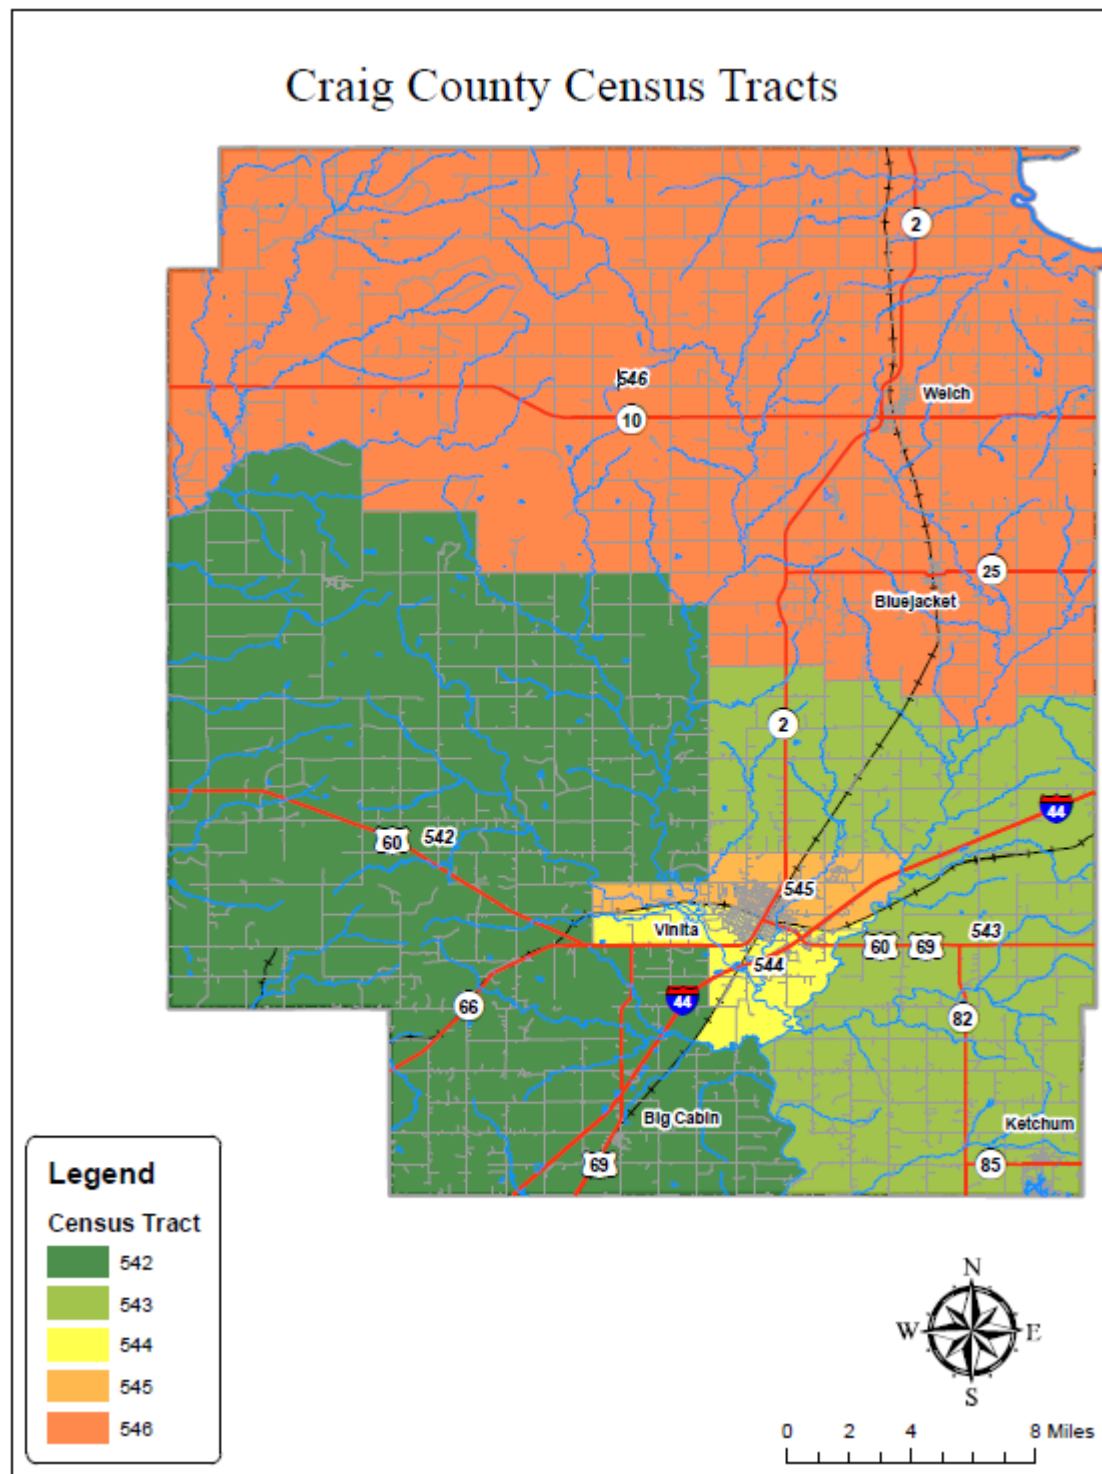 Craig County Census Tracts
2
546
Welch
10
25
Bluejacket
2
44
60
542
545
Vinita
60
69
543
544
44
66
82
Big Cabin
Ketchum
69
85
Legend
Census Tract
542
543
544
545
546
N
W
E
S
0 2 4 8 Miles